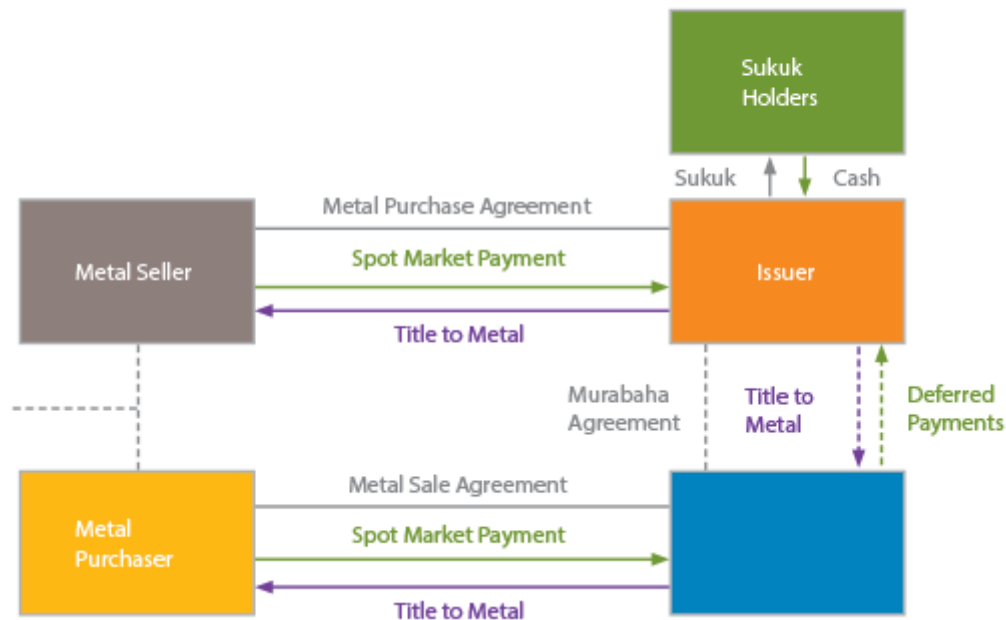 Sukuk
Holders
Sukuk
Cash
Metal Purchase Agreement
Metal Seller
Spot Market Payment
Issuer
Title to Metal
Murabaha
Agreement
Title to
Metal
Deferred
Payments
Metal Sale Agreement
Metal
Purchaser
Spot Market Payment
Title to Metal